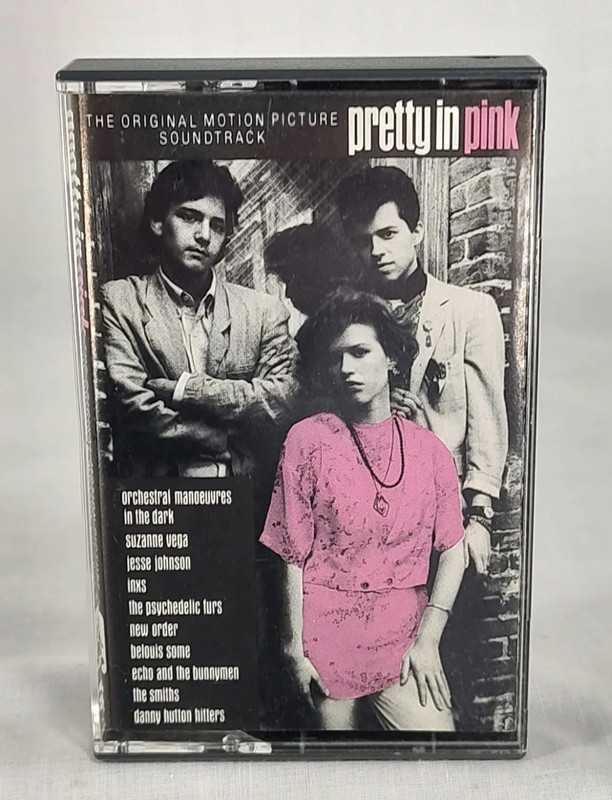 THE ORIGINAL MOTION PICTURE
SOUNDTRACK
pretty in pink
orchestral manoeuvres
in the dark
suzanne vega
jesse johnson
inxs
the psychedelic furs
new order
belouis some
echo and the bunnymen
the smiths
danny hutton hitters